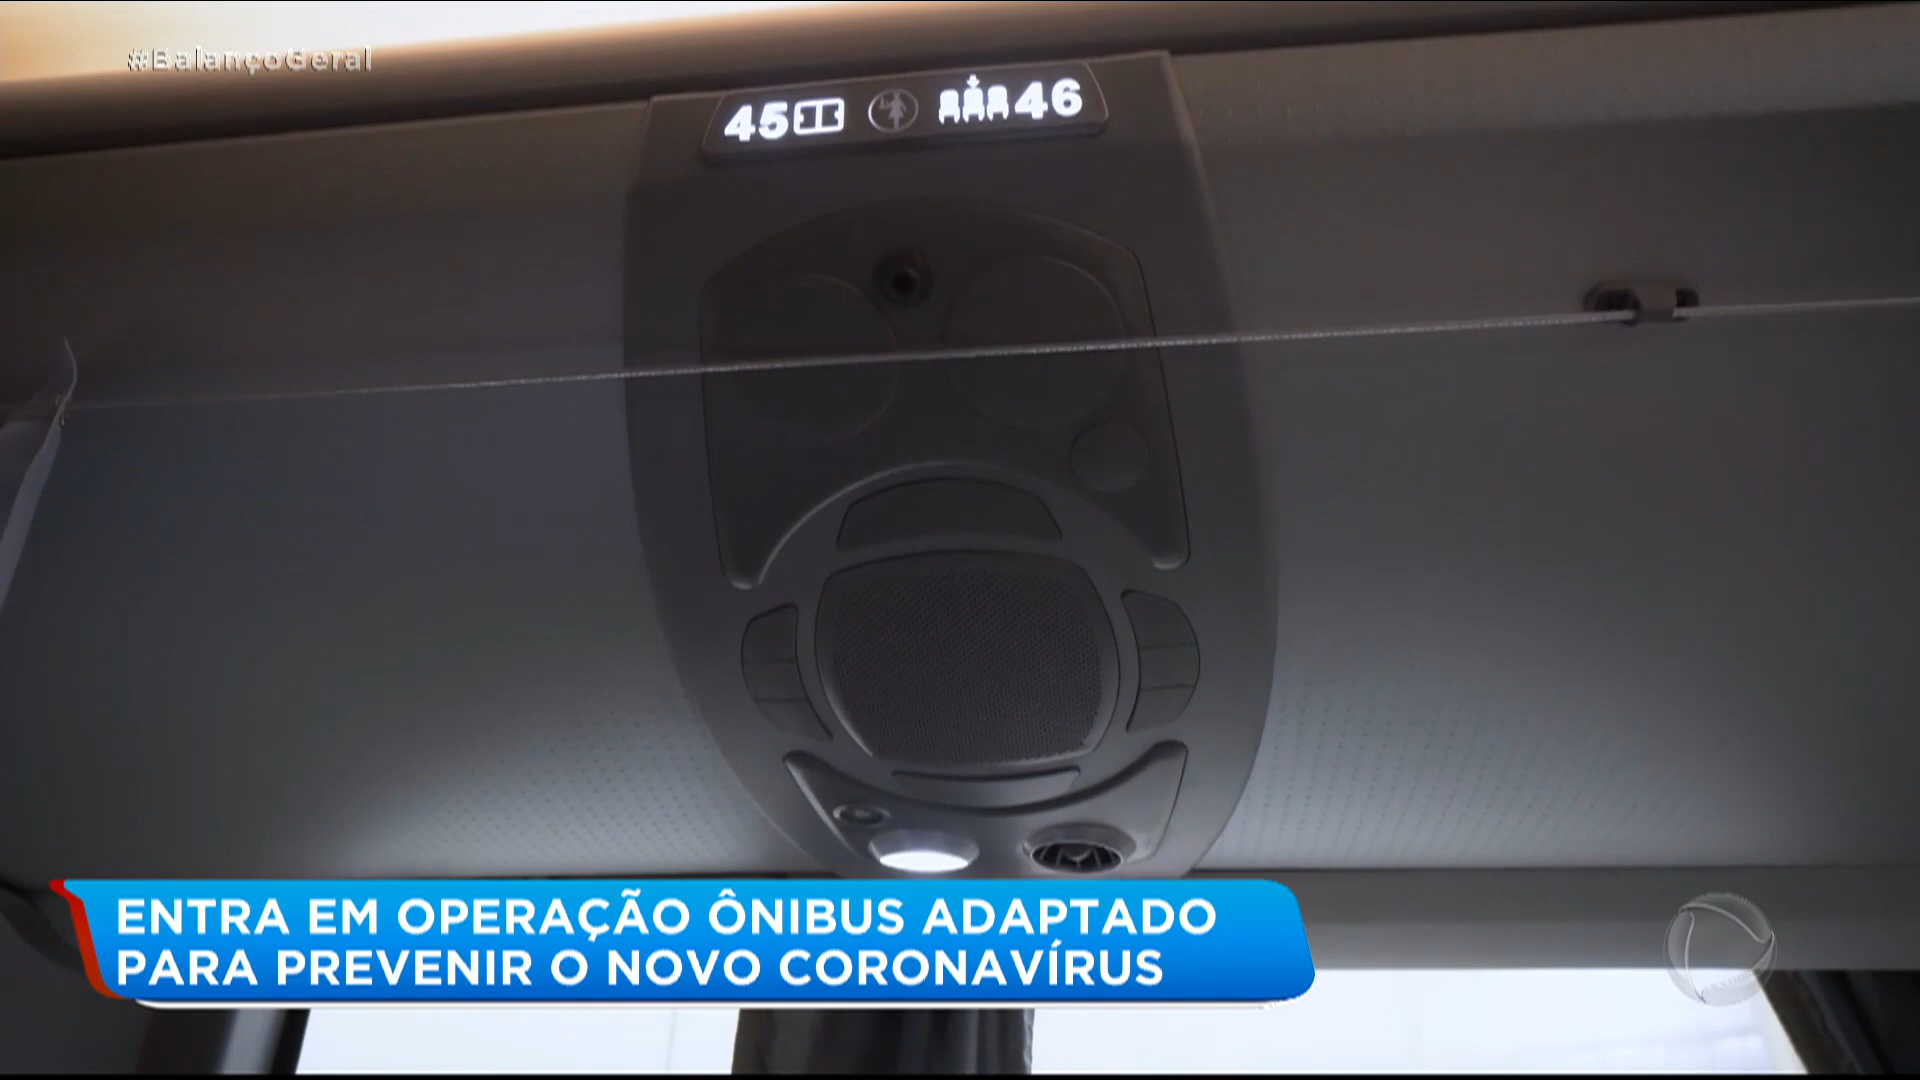 #BalançoGeral
45 46
ENTRA EM OPERAÇÃO ÔNIBUS ADAPTADO
PARA PREVENIR O NOVO CORONAVÍRUS